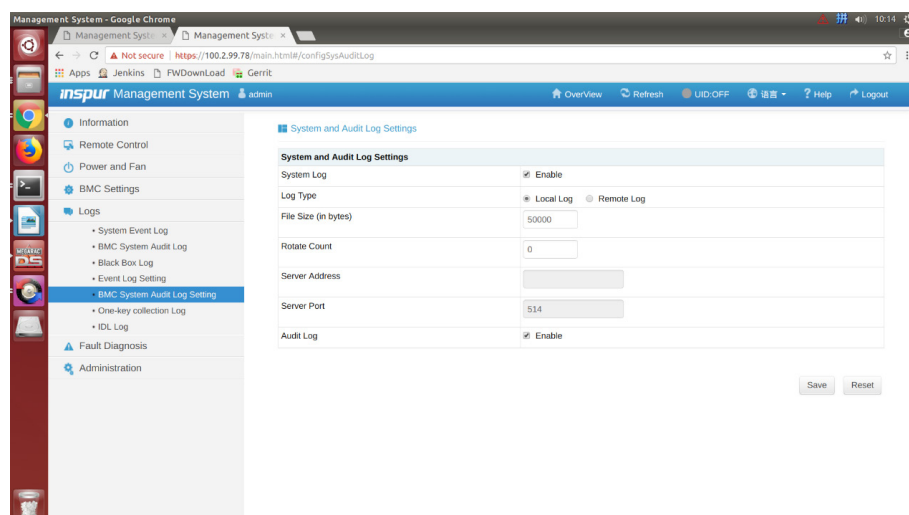 Management System - Google Chrome
拼 10:14
Management Syste × Management Syste ×
Not secure https://100.2.99.78/main.html#/configSysAuditLog
Apps Jenkins FWDownLoad Gerrit
inspur Management System admin OverView Refresh UID:OFF 语言 Help Logout
Information
Remote Control
Power and Fan
BMC Settings
Logs
System Event Log
BMC System Audit Log
Black Box Log
Event Log Setting
BMC System Audit Log Setting
One-key collection Log
IDL Log
Fault Diagnosis
Administration
System and Audit Log Settings
System and Audit Log Settings
System Log Enable
Log Type Local Log Remote Log
File Size (in bytes) 50000
Rotate Count 0
Server Address
Server Port 514
Audit Log Enable
Save Reset